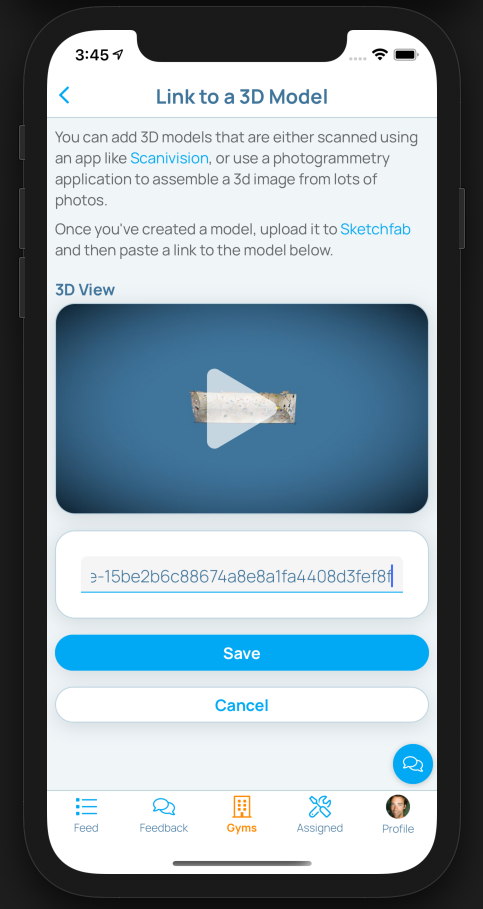 3:45
Link to a 3D Model
You can add 3D models that are either scanned using
an app like Scanivision, or use a photogrammetry
application to assemble a 3d image from lots of
photos.
Once you've created a model, upload it to Sketchfab
and then paste a link to the model below.
3D View
e-15be2b6c88674a8e8a1fa4408d3fef8f
Save
Cancel
Feed
Feedback
Gyms
Assigned
Profile